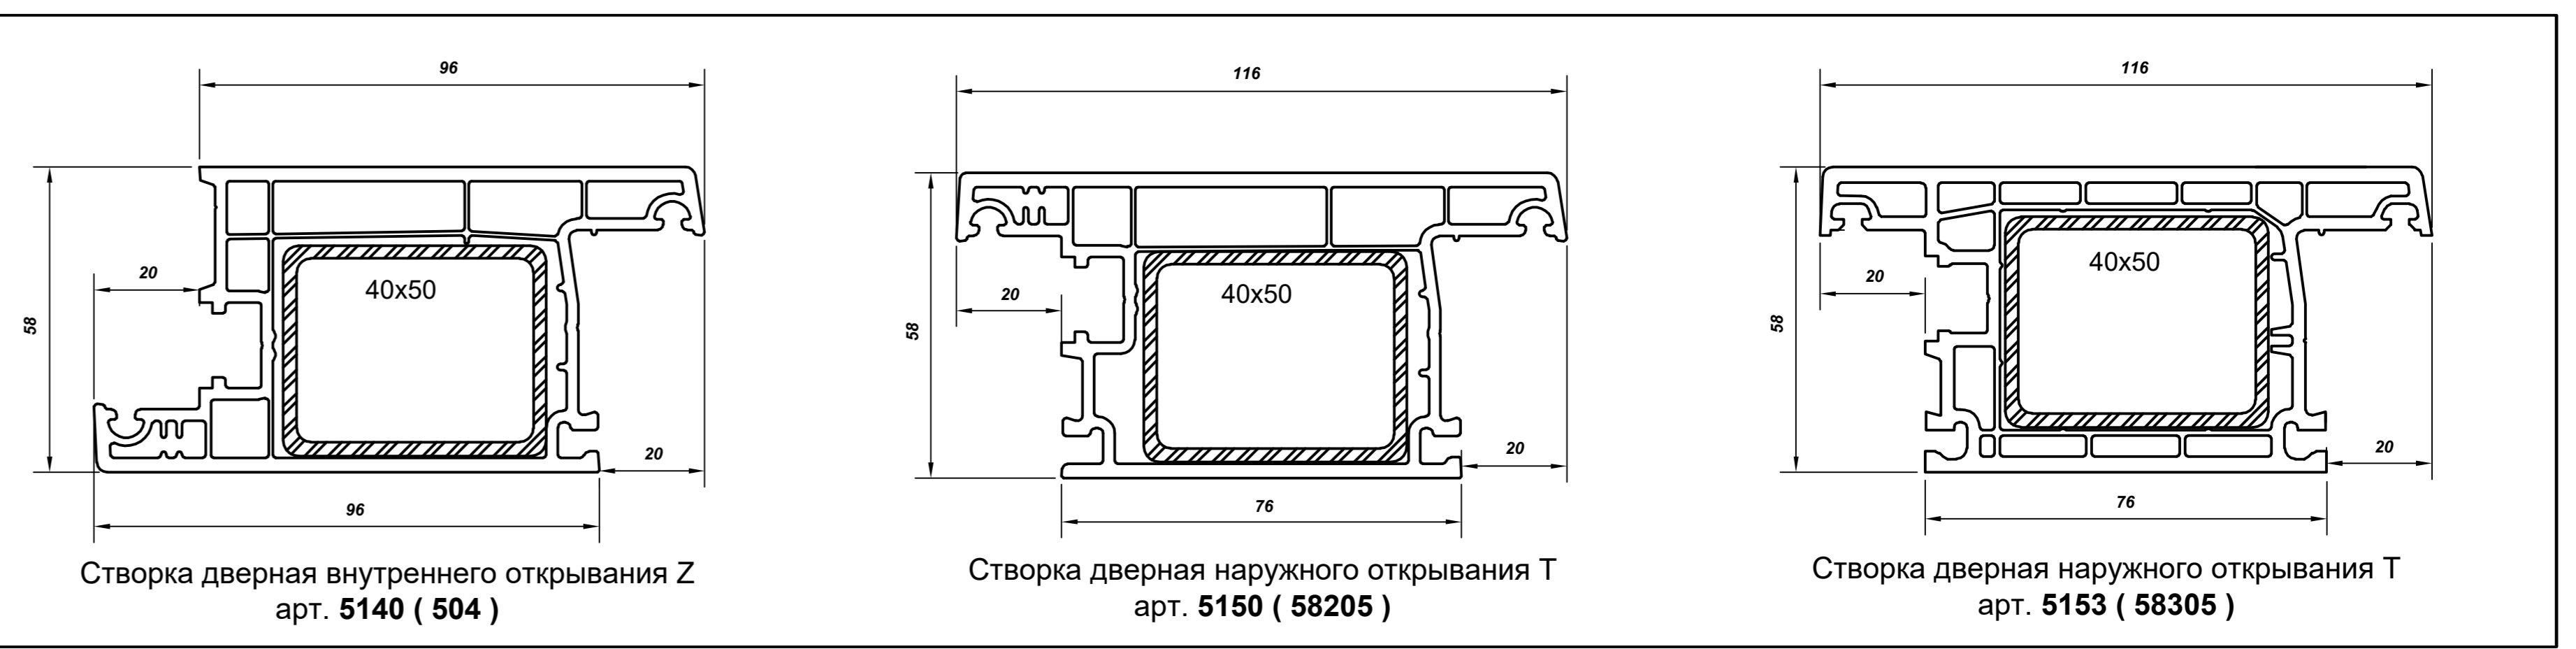 96
116
116
20
40x50
58
20
96
20
40x50
58
20
76
20
40x50
58
20
76
Створка дверная внутреннего открывания Z
арт. 5140 ( 504 )
Створка дверная наружного открывания Т
арт. 5150 ( 58205 )
Створка дверная наружного открывания Т
арт. 5153 ( 58305 )